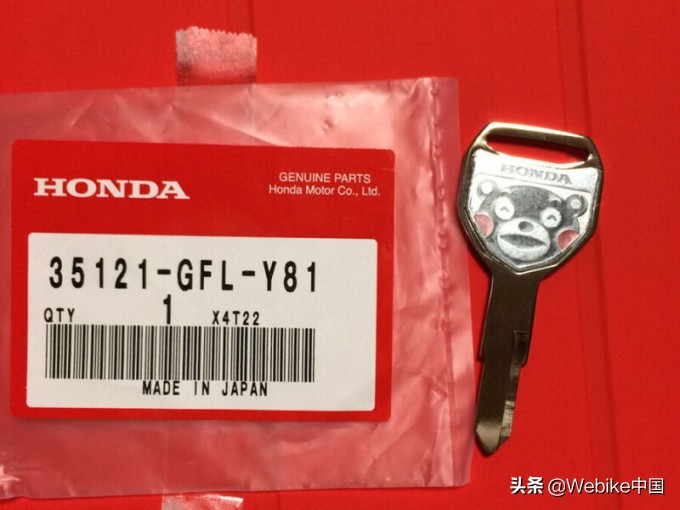 HONDA
GENUINE PARTS
Honda Motor Co., Ltd.
35121-GFL-Y81
QTY 1 X4T22
MADE IN JAPAN
HONDA
头条 @Webike中国